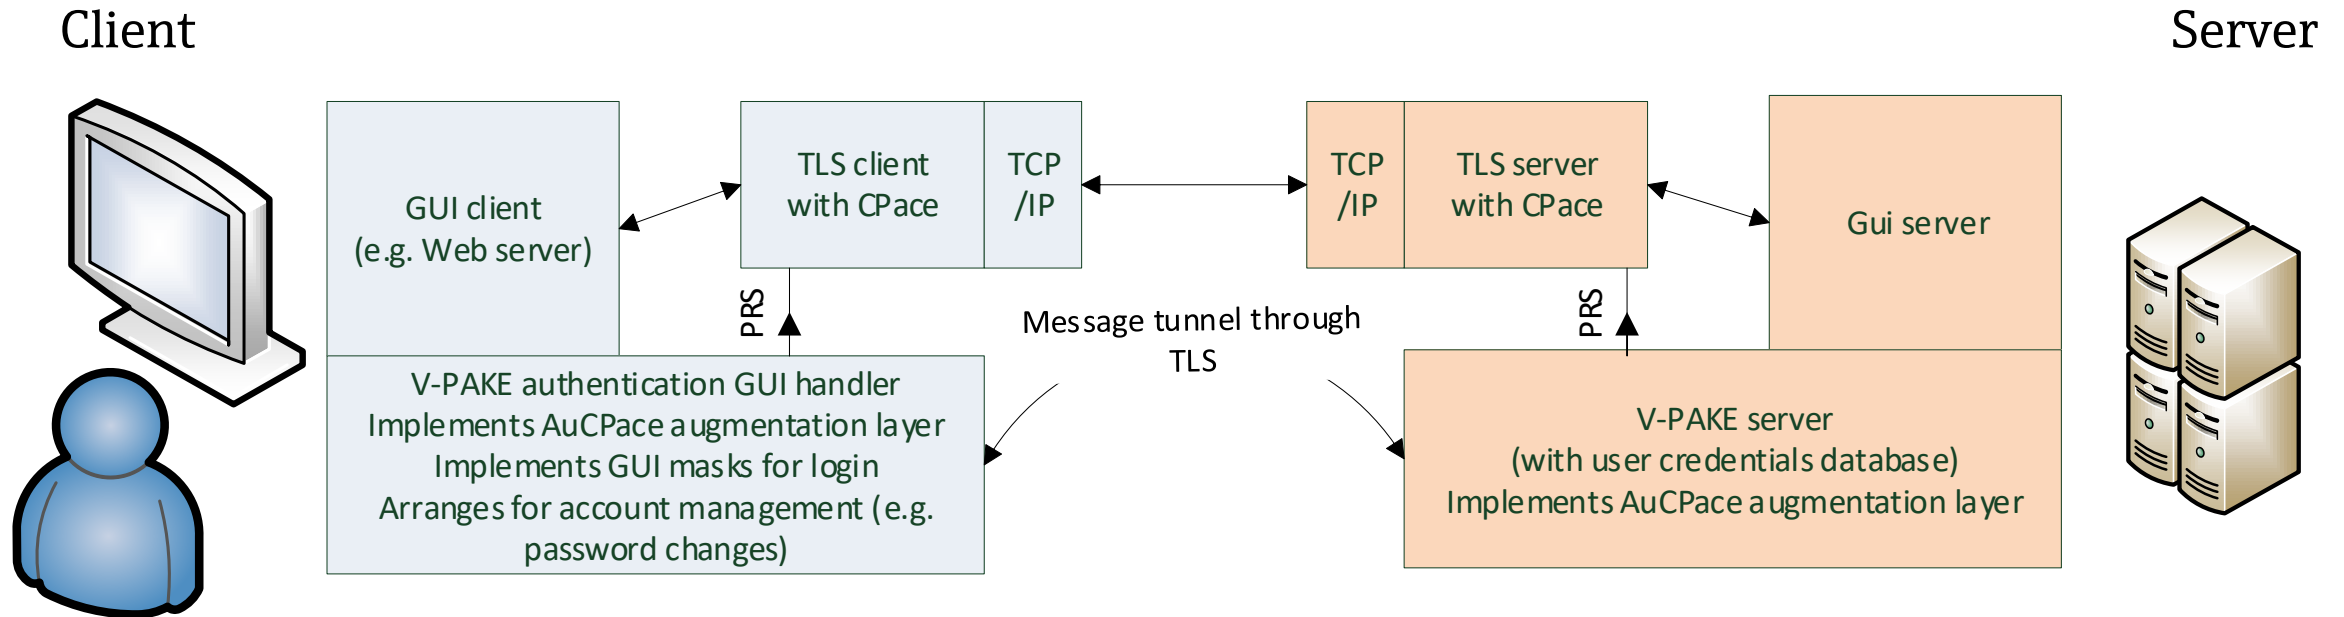 Client
Server
GUI client
(e.g. Web server)
TLS client
with CPace
TCP
/IP
TCP
/IP
TLS server
with CPace
Gui server
PRS
Message tunnel through
TLS
PRS
V-PAKE authentication GUI handler
Implements AuCPace augmentation layer
Implements GUI masks for login
Arranges for account management (e.g.
password changes)
V-PAKE server
(with user credentials database)
Implements AuCPace augmentation layer